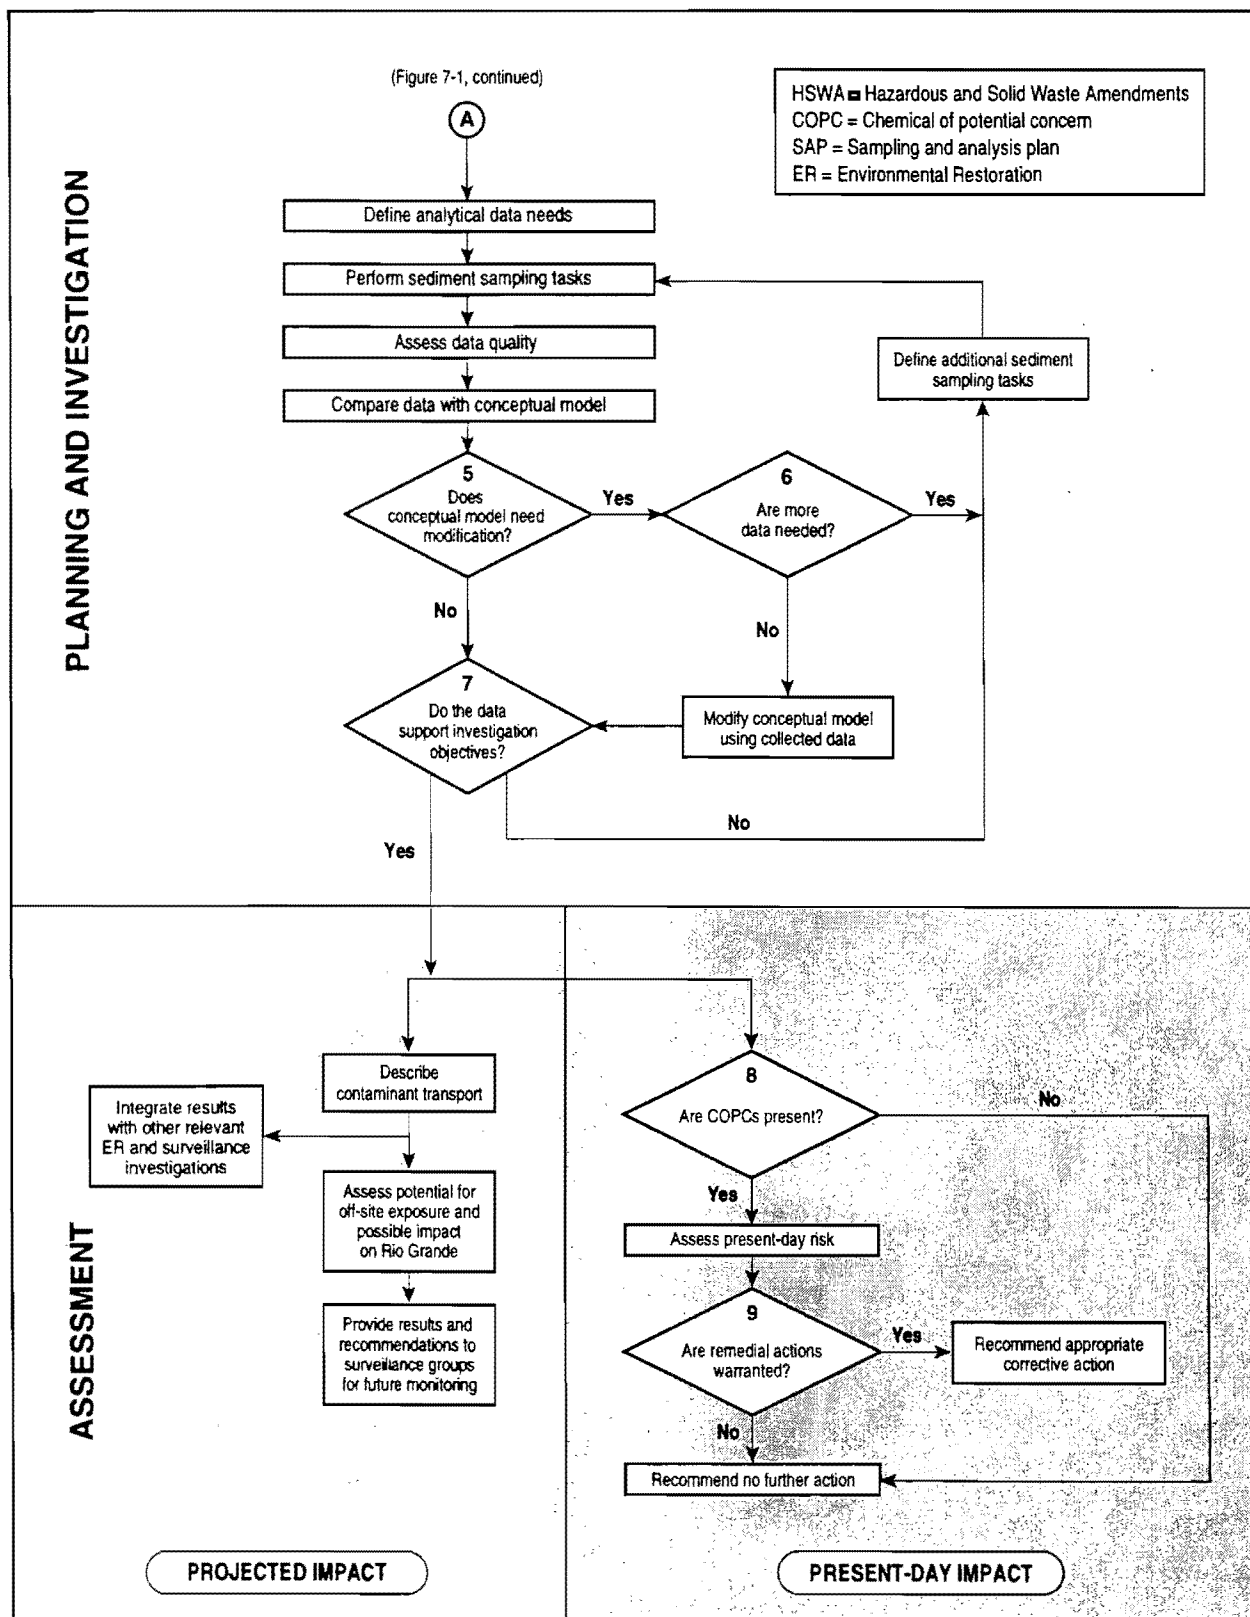 (Figure 7-1, continued)
A
HSWA = Hazardous and Solid Waste Amendments
COPC = Chemical of potential concern
SAP = Sampling and analysis plan
ER = Environmental Restoration
PLANNING AND INVESTIGATION
Define analytical data needs
Perform sediment sampling tasks
Assess data quality
Compare data with conceptual model
Define additional sediment
sampling tasks
5
Does
conceptual model need
modification?
Yes
6
Are more
data needed?
Yes
No
No
7
Do the data
support investigation
objectives?
Modify conceptual model
using collected data
No
Yes
ASSESSMENT
Describe
contaminant transport
Integrate results
with other relevant
ER and surveillance
investigations
Assess potential for
off-site exposure and
possible impact
on Rio Grande
Provide results and
recommendations to
surveillance groups
for future monitoring
PROJECTED IMPACT
8
Are COPCs present?
No
Yes
Assess present-day risk
9
Are remedial actions
warranted?
Yes
Recommend appropriate
corrective action
No
Recommend no further action
PRESENT-DAY IMPACT